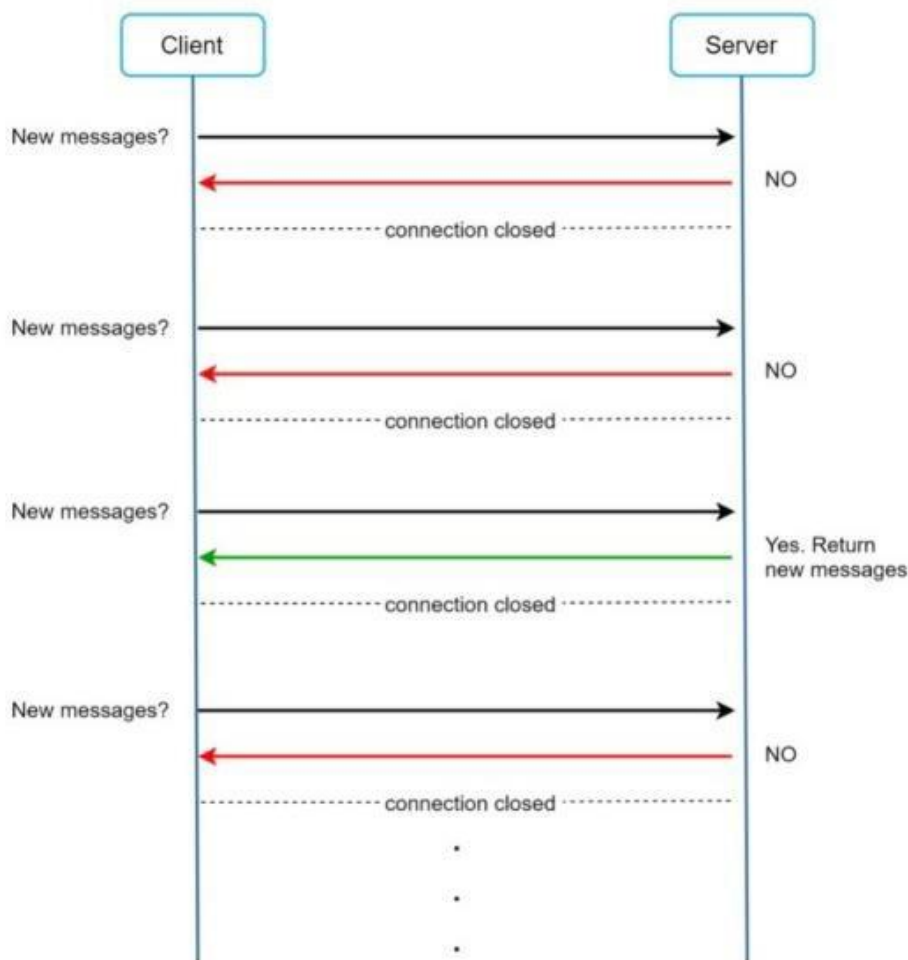 Client
Server
New messages?
NO
connection closed
New messages?
NO
connection closed
New messages?
Yes. Return
new messages
connection closed
New messages?
NO
connection closed